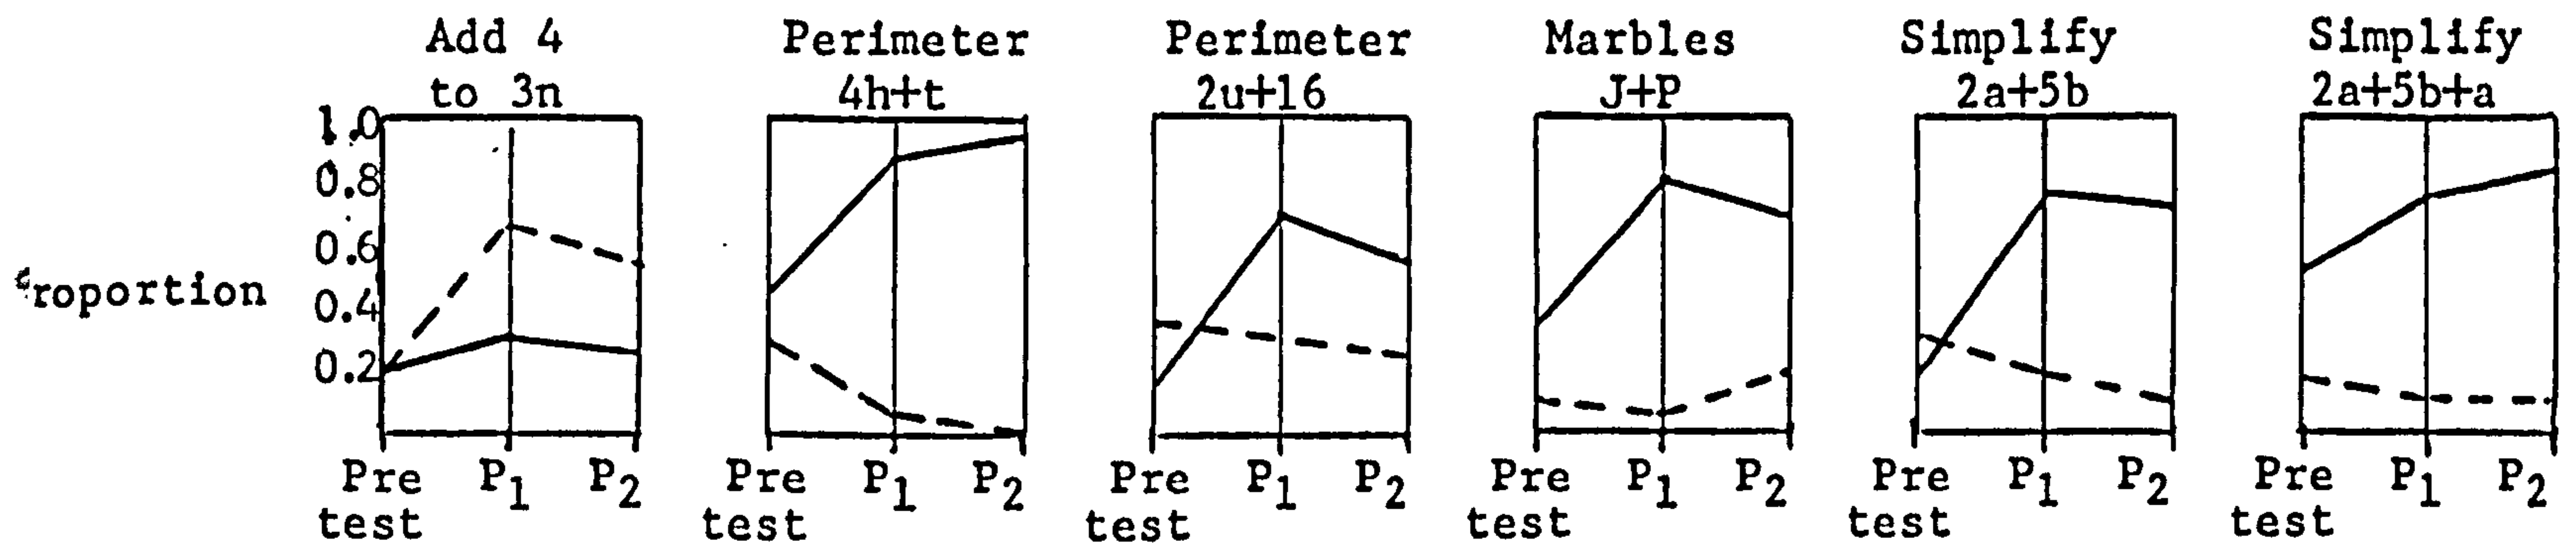 Add 4
to 3n
Perimeter
4h+t
Perimeter
2u+16
Marbles
J+P
Simplify
2a+5b
Simplify
2a+5b+a
1.0
0.8
0.6
0.4
0.2
roportion
Pre P1 P2
test
Pre P1 P2
test
Pre P1 P2
test
Pre P1 P2
test
Pre P1 P2
test
Pre P1 P2
test